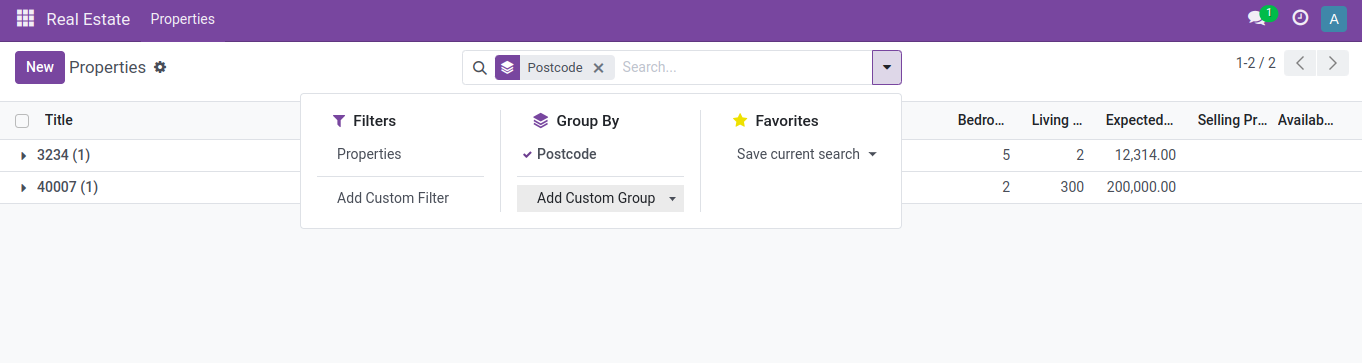 Real Estate Properties 1 A
New Properties Postcode Search... 1-2 / 2
Filters Group By Favorites
Title Bedro... Living ... Expected... Selling Pr... Availab...
Properties Postcode Save current search
3234 (1) 5 2 12,314.00
40007 (1) 2 300 200,000.00
Add Custom Filter Add Custom Group